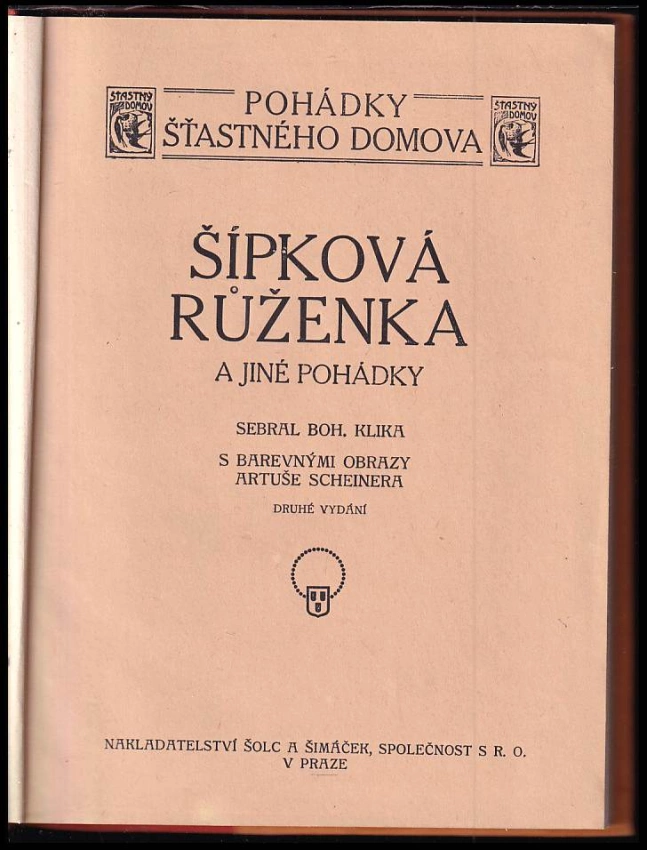 ŠŤASTNÝ
DOMOV
POHÁDKY
ŠŤASTNÉHO DOMOVA
ŠŤASTNÝ
DOMOV
ŠÍPKOVÁ
RŮŽENKA
A JINÉ POHÁDKY
SEBRAL BOH. KLIKA
S BAREVNÝMI OBRAZY
ARTUŠE SCHEINERA
DRUHÉ VYDÁNÍ
NAKLADATELSTVÍ ŠOLC A ŠIMÁČEK, SPOLEČNOST S R. O.
V PRAZE